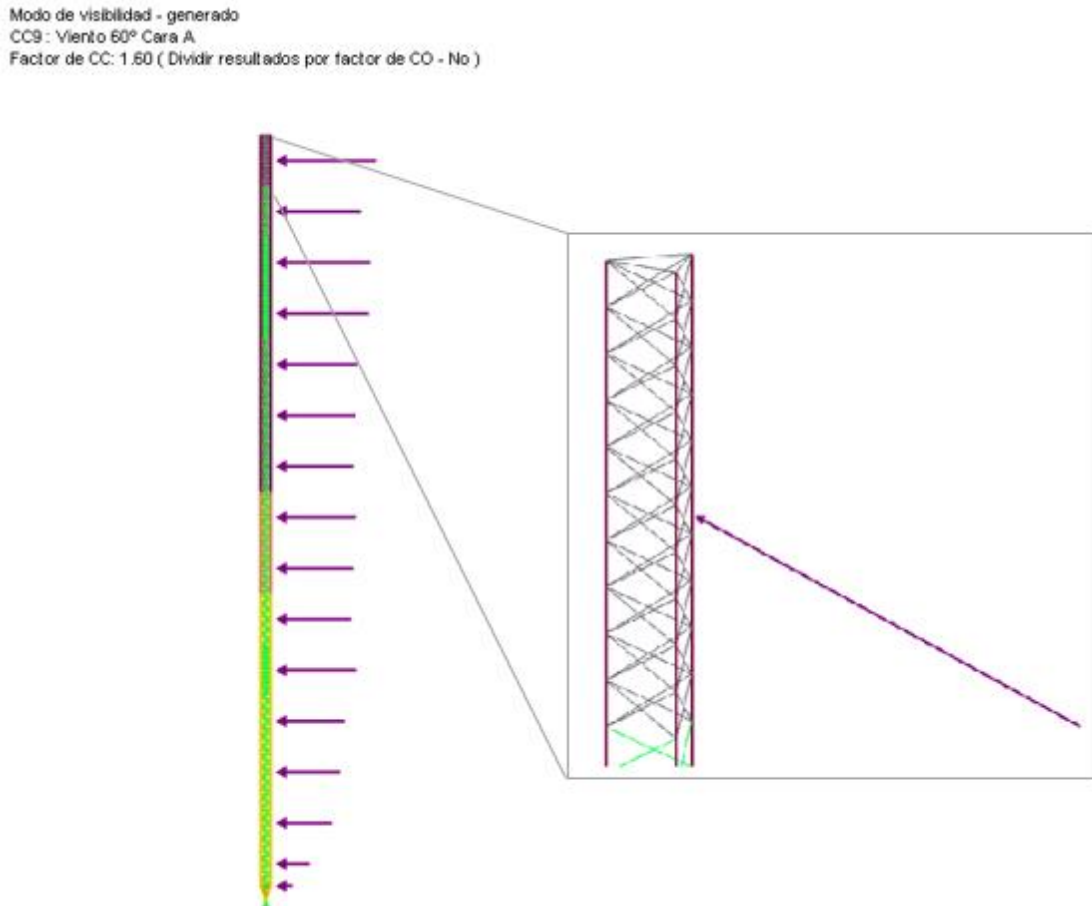 Modo de visibilidad - generado
CC9 : Viento 60º Cara A
Factor de CC: 1.60 ( Dividir resultados por factor de CO - No )